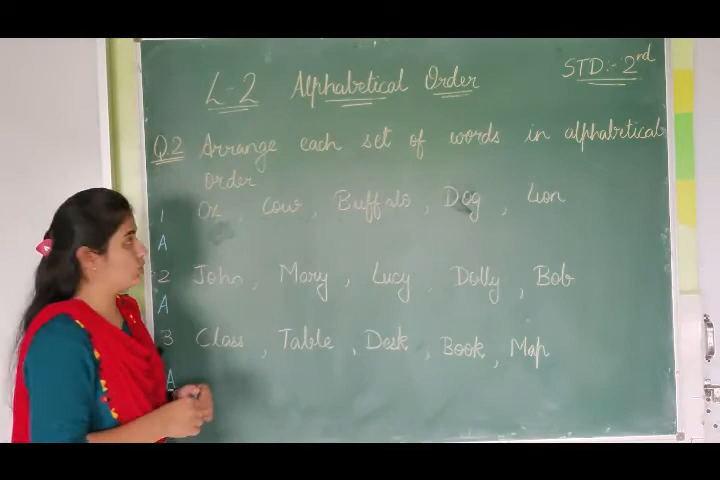 L-2 Alphabetical Order STD:- 2nd
Q.2 Arrange each set of words in alphabetical
order
1 Ox, Cow, Buffalo, Dog, Lion
A
2 John, Mary, Lucy, Dolly, Bob
A
3 Class, Table, Desk, Book, Map
A